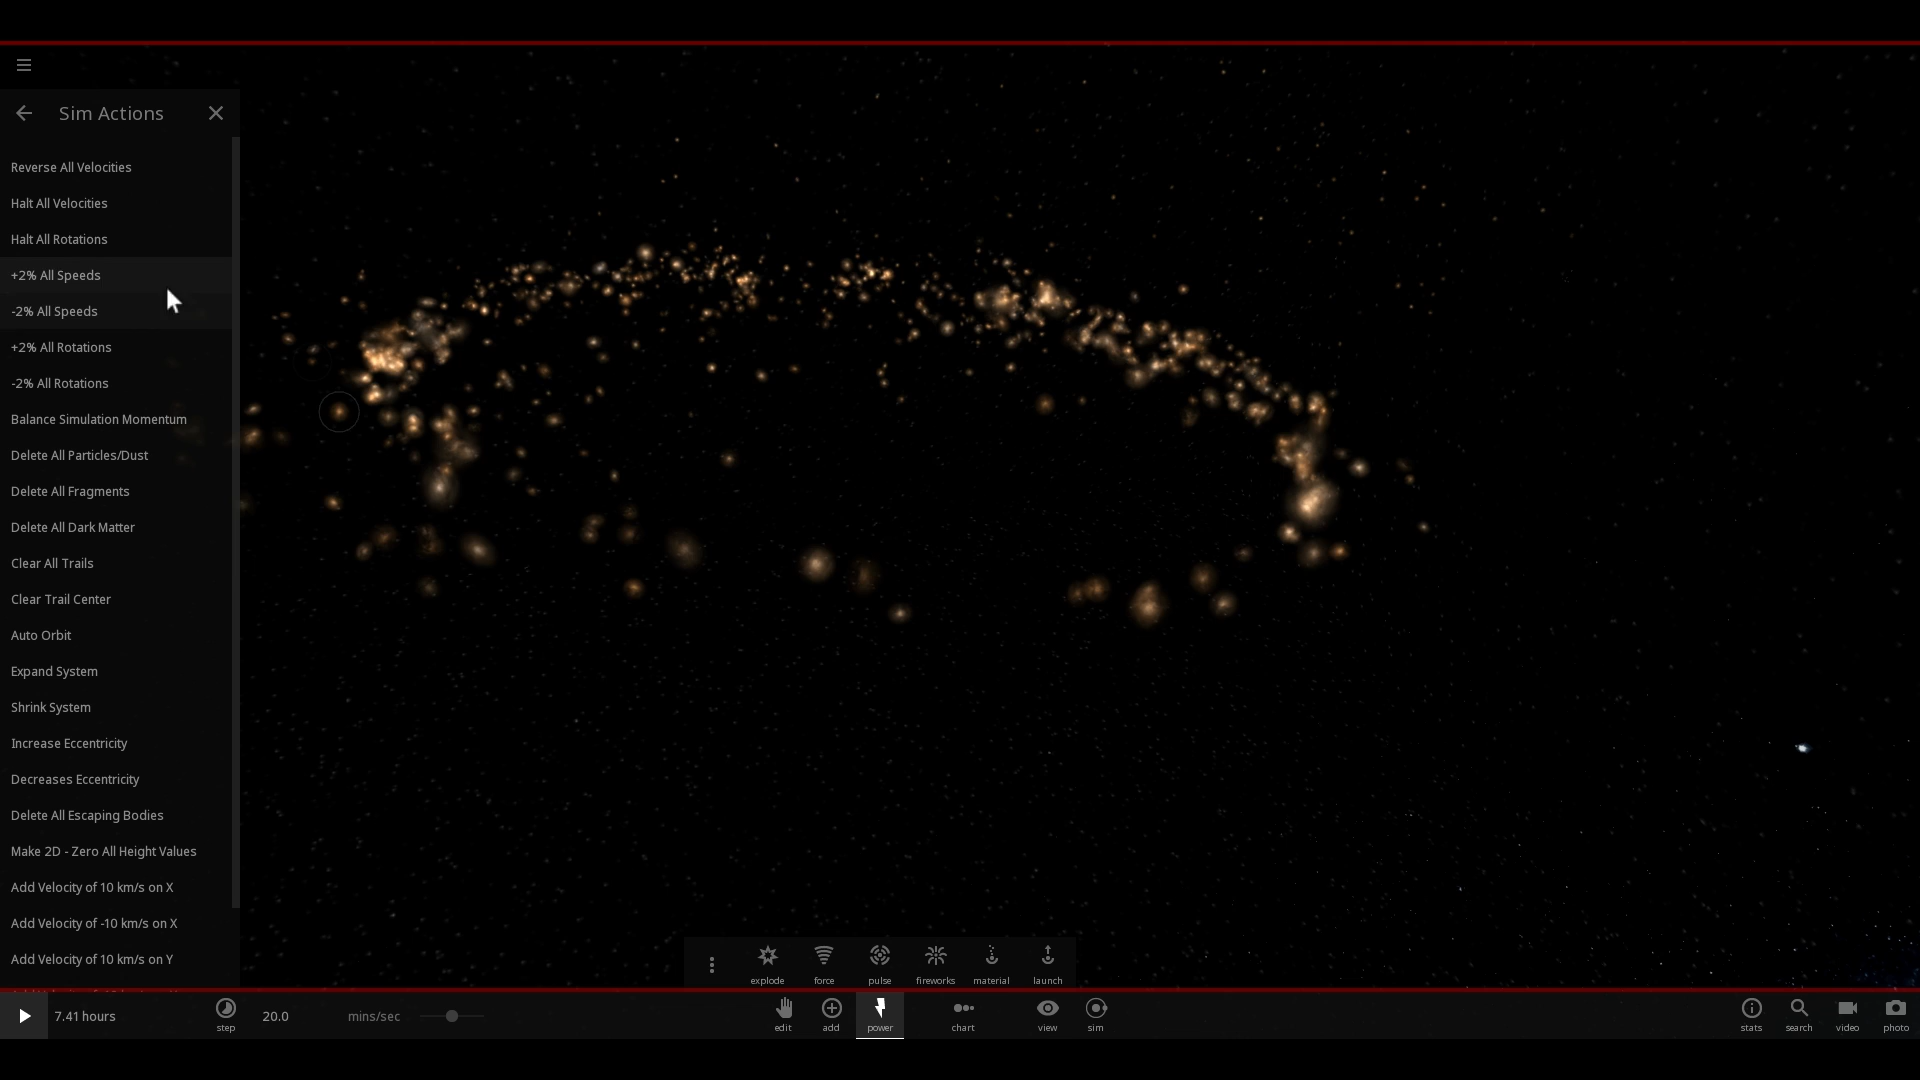 Sim Actions
Reverse All Velocities
Halt All Velocities
Halt All Rotations
+2% All Speeds
-2% All Speeds
+2% All Rotations
-2% All Rotations
Balance Simulation Momentum
Delete All Particles/Dust
Delete All Fragments
Delete All Dark Matter
Clear All Trails
Clear Trail Center
Auto Orbit
Expand System
Shrink System
Increase Eccentricity
Decreases Eccentricity
Delete All Escaping Bodies
Make 2D - Zero All Height Values
Add Velocity of 10 km/s on X
Add Velocity of -10 km/s on X
Add Velocity of 10 km/s on Y
explode force pulse fireworks material launch
7.41 hours step 20.0 mins/sec edit add power chart view sim stats search video photo